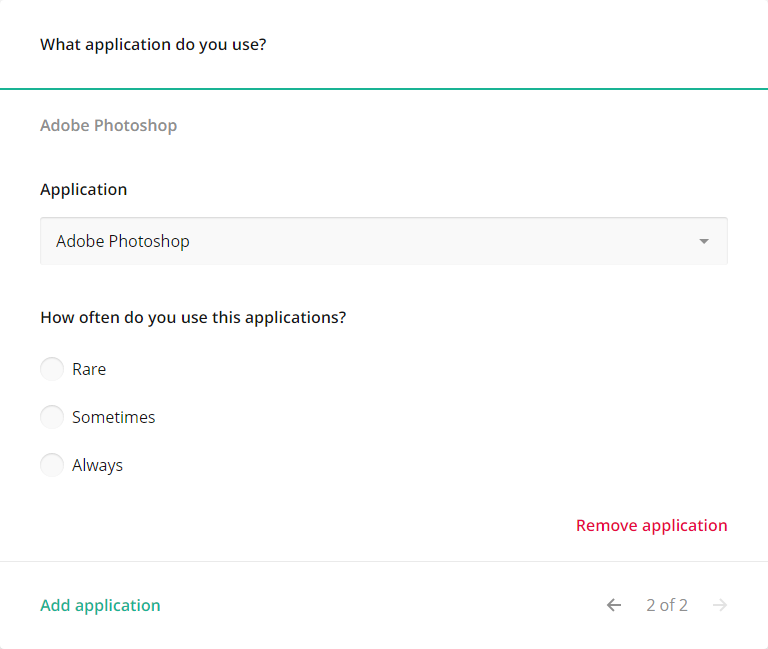 What application do you use?
Adobe Photoshop
Application
Adobe Photoshop
How often do you use this applications?
Rare
Sometimes
Always
Remove application
Add application
2 of 2